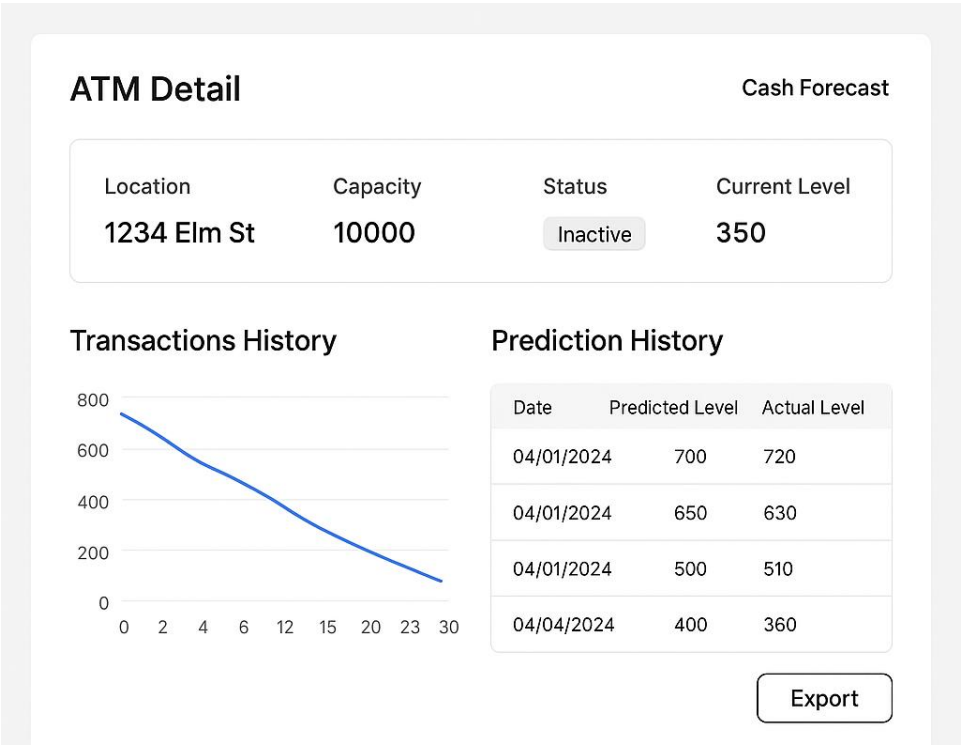 ATM Detail
Cash Forecast
Location Capacity Status Current Level
1234 Elm St 10000 Inactive 350
Transactions History
800
600
400
200
0
0 2 4 6 12 15 20 23 30
Prediction History
Date Predicted Level Actual Level
04/01/2024 700 720
04/01/2024 650 630
04/01/2024 500 510
04/04/2024 400 360
Export